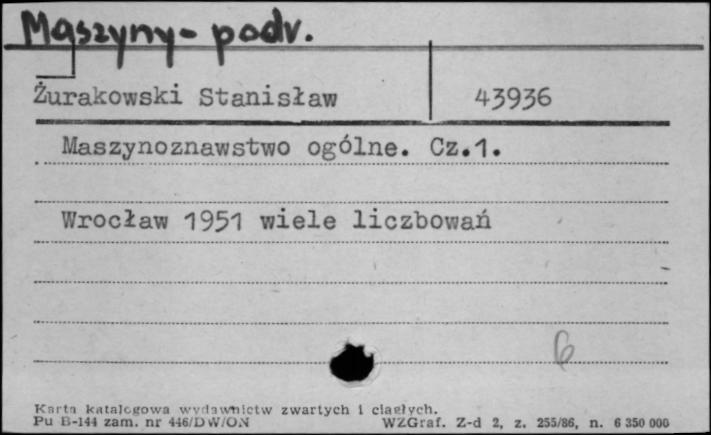 Maszyny - podr.
Żurakowski Stanisław 43936
Maszynoznawstwo ogólne. Cz.1.
Wrocław 1951 wiele liczbowań
6
Karta katalogowa wydawnictw zwartych i ciągłych.
Pu B-144 zam. nr 446/DW/ON WZGraf. Z-d 2, z. 255/86, n. 6 350 000